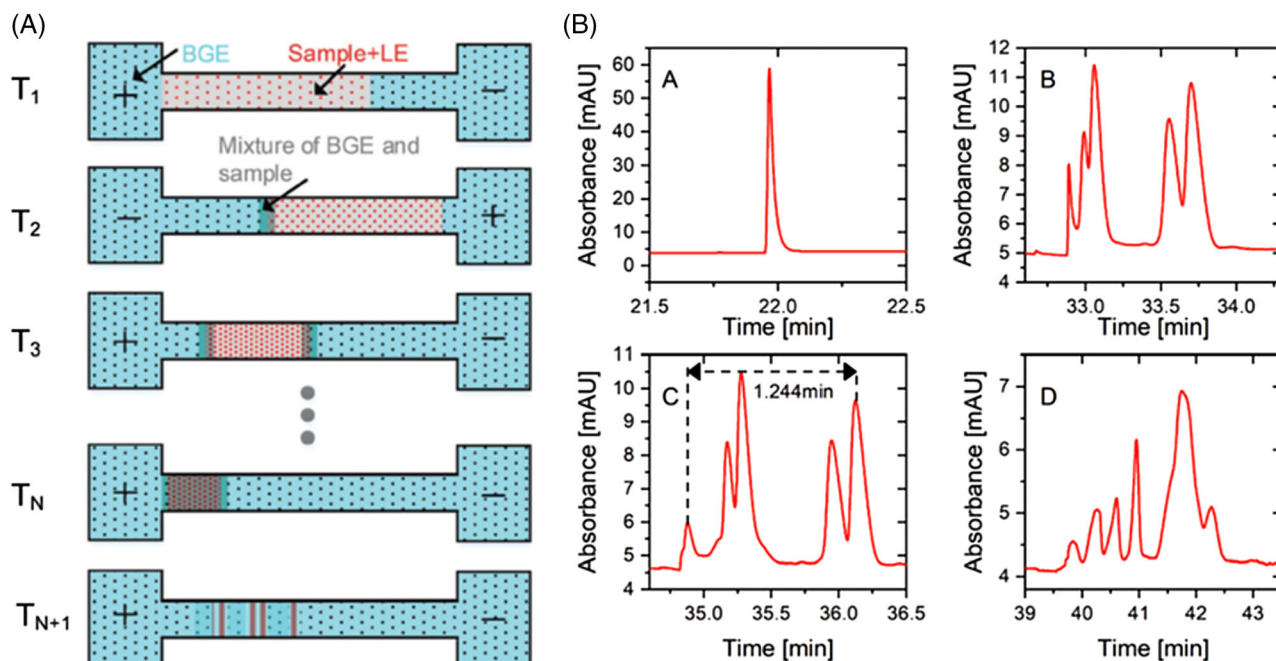 (A)
BGE
Sample+LE
T1
+
−
Mixture of BGE and
sample
T2
−
+
T3
+
−
TN
+
−
TN+1
+
−
(B)
A
Absorbance [mAU]
60
50
40
30
20
10
0
21.5
22.0
22.5
Time [min]
B
Absorbance [mAU]
12
11
10
9
8
7
6
5
4
33.0
33.5
34.0
Time [min]
C
1.244min
Absorbance [mAU]
11
10
9
8
7
6
5
4
35.0
35.5
36.0
36.5
Time [min]
D
Absorbance [mAU]
7
6
5
4
39
40
41
42
43
Time [min]